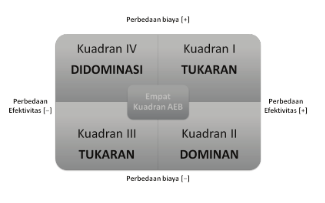 Perbedaan biaya [+]
Kuadran IV
DIDOMINASI
Kuadran I
TUKARAN
Perbedaan
Efektivitas [–]
Empat
Kuadran AEB
Perbedaan
Efektivitas [+]
Kuadran III
TUKARAN
Kuadran II
DOMINAN
Perbedaan biaya [–]